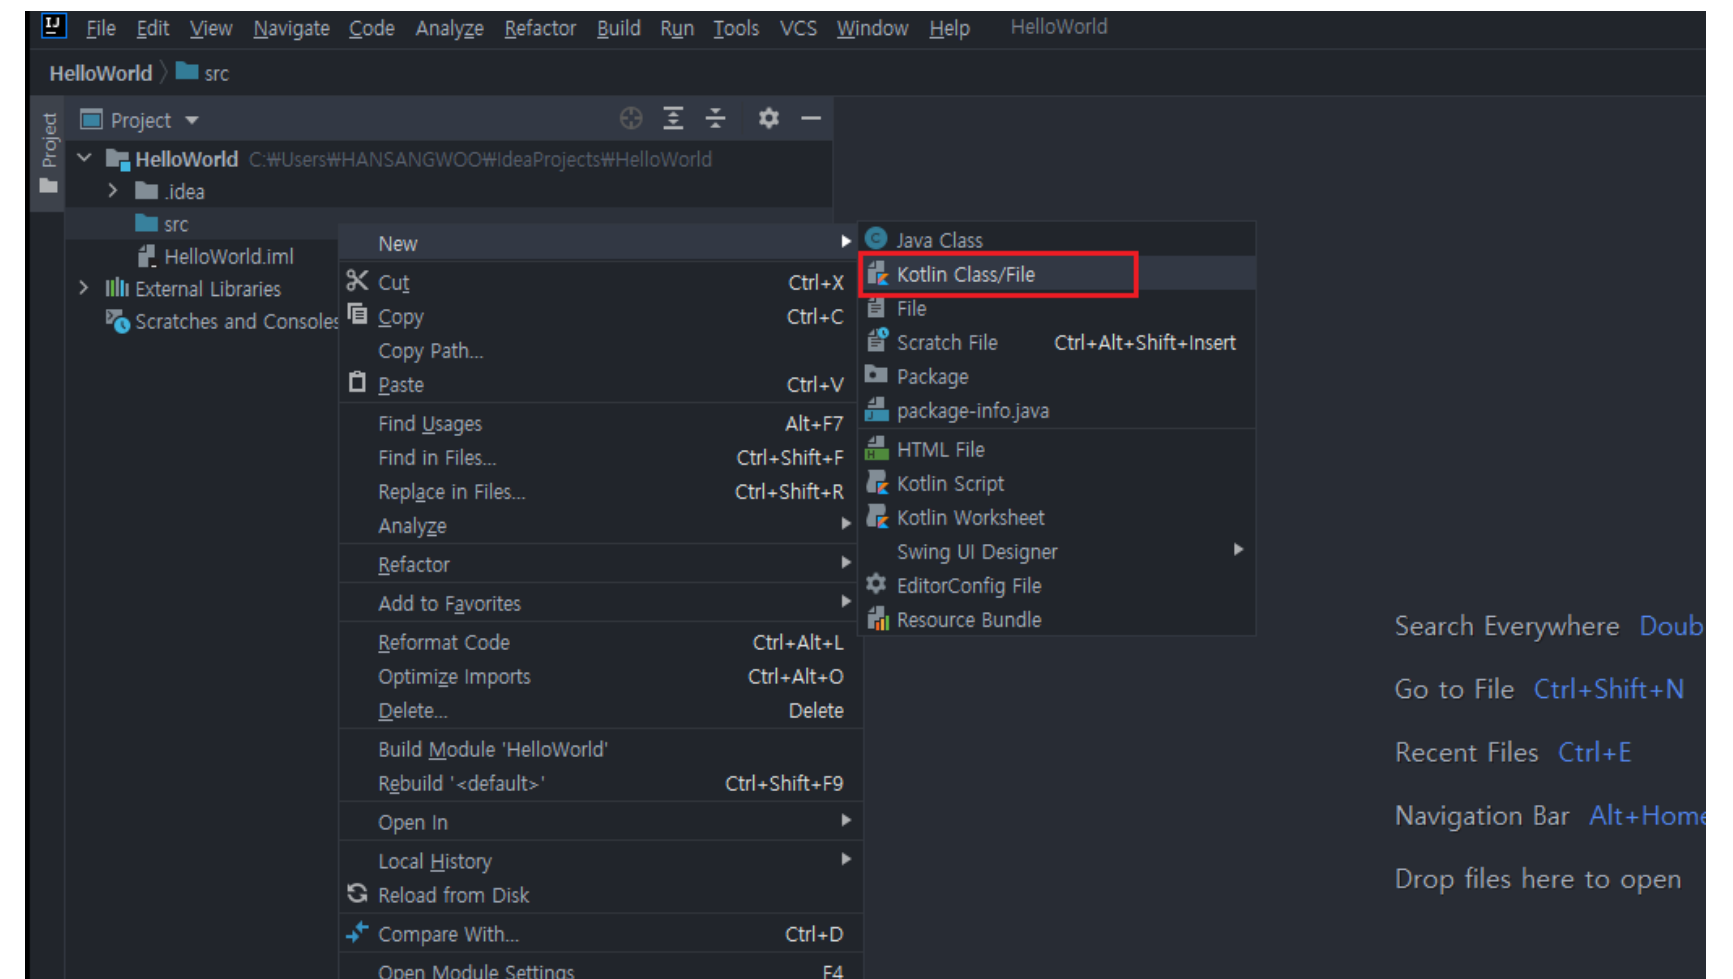 IJ File Edit View Navigate Code Analyze Refactor Build Run Tools VCS Window Help HelloWorld
HelloWorld src
Project
Project
HelloWorld C:₩Users₩HANSANGWOO₩IdeaProjects₩HelloWorld
.idea
src
HelloWorld.iml
External Libraries
Scratches and Consoles
New
Cut Ctrl+X
Copy Ctrl+C
Copy Path...
Paste Ctrl+V
Find Usages Alt+F7
Find in Files... Ctrl+Shift+F
Replace in Files... Ctrl+Shift+R
Analyze
Refactor
Add to Favorites
Reformat Code Ctrl+Alt+L
Optimize Imports Ctrl+Alt+O
Delete... Delete
Build Module 'HelloWorld'
Rebuild '<default>' Ctrl+Shift+F9
Open In
Local History
Reload from Disk
Compare With... Ctrl+D
Open Module Settings F4
Java Class
Kotlin Class/File
File
Scratch File Ctrl+Alt+Shift+Insert
Package
package-info.java
HTML File
Kotlin Script
Kotlin Worksheet
Swing UI Designer
EditorConfig File
Resource Bundle
Search Everywhere Doub
Go to File Ctrl+Shift+N
Recent Files Ctrl+E
Navigation Bar Alt+Home
Drop files here to open